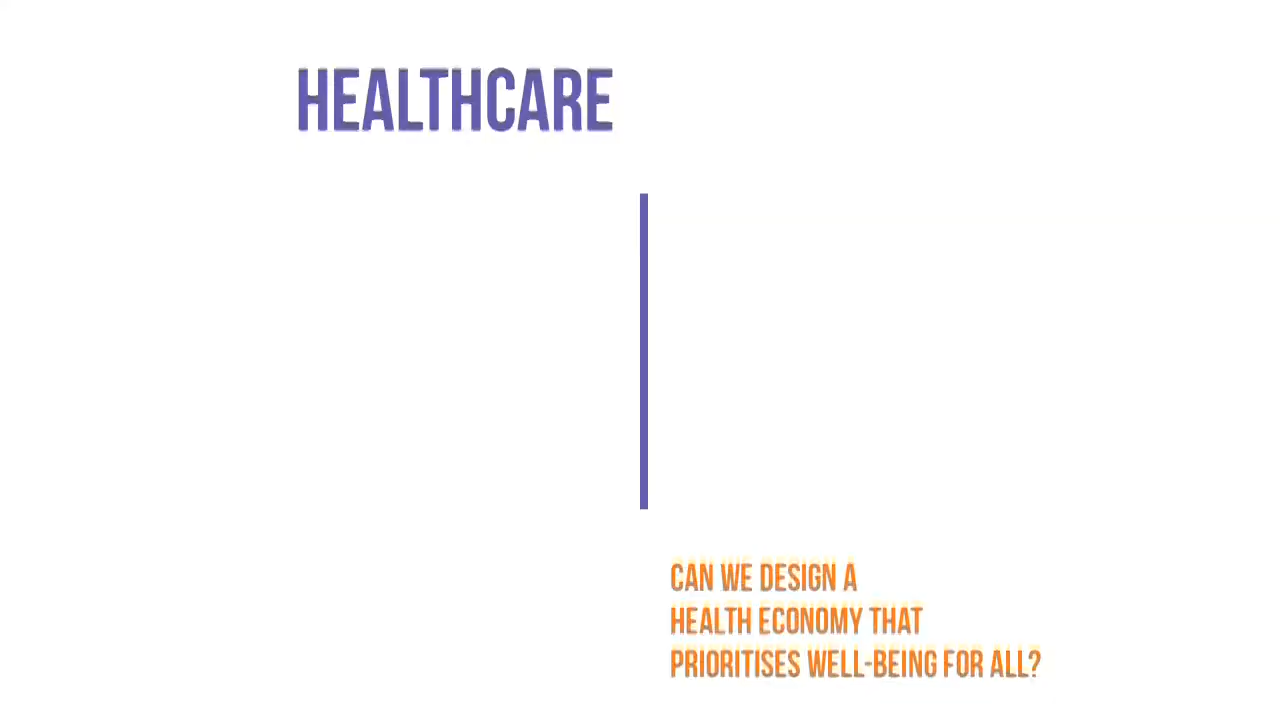 HEALTHCARE
CAN WE DESIGN A
HEALTH ECONOMY THAT
PRIORITISES WELL-BEING FOR ALL?